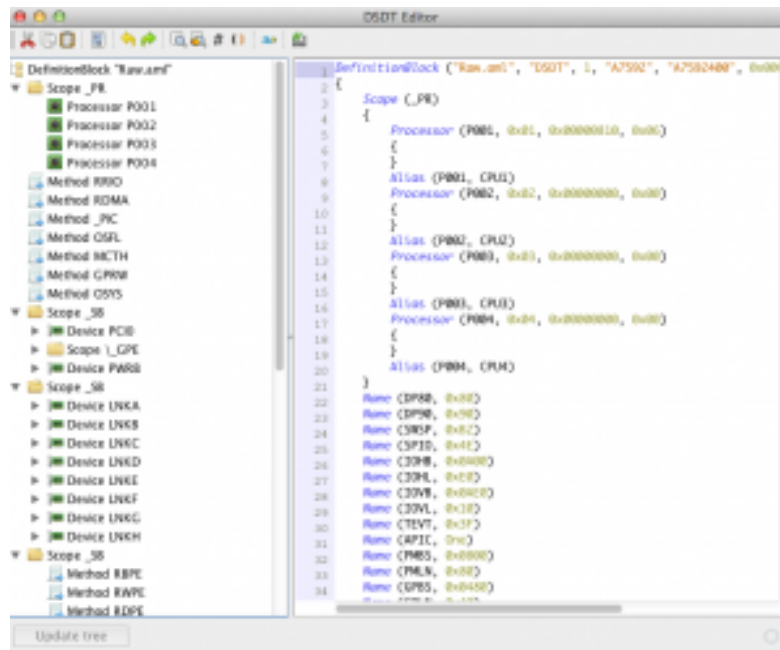 DSDT Editor
DefinitionBlock "Raw.aml"
Scope _PR
Processor P001
Processor P002
Processor P003
Processor P004
Method RRIO
Method RDMA
Method _PIC
Method OSFL
Method MCTH
Method GPRW
Method OSYS
Scope _SB
Device PCI0
Scope \_GPE
Device PWRB
Scope _SB
Device LNKA
Device LNKB
Device LNKC
Device LNKD
Device LNKE
Device LNKF
Device LNKG
Device LNKH
Scope _SB
Method RBPE
Method RWPE
Method RDPE
1 DefinitionBlock ("Raw.aml", "DSDT", 1, "A7592", "A7592400",
2 {
3 Scope (_PR)
4 {
5 Processor (P001, 0x01, 0x00000810, 0x06)
6 {
7 }
8 Alias (P001, CPU1)
9 Processor (P002, 0x02, 0x00000000, 0x00)
10 {
11 }
12 Alias (P002, CPU2)
13 Processor (P003, 0x03, 0x00000000, 0x00)
14 {
15 }
16 Alias (P003, CPU3)
17 Processor (P004, 0x04, 0x00000000, 0x00)
18 {
19 }
20 Alias (P004, CPU4)
21 }
22 Name (DP80, 0x80)
23 Name (DP90, 0x90)
24 Name (SMSP, 0xB2)
25 Name (SPIO, 0x4E)
26 Name (IOHB, 0x0A00)
27 Name (IOHL, 0xE0)
28 Name (IOVB, 0x0AE0)
29 Name (IOVL, 0x10)
30 Name (TEVT, 0x3F)
31 Name (APIC, One)
32 Name (PMBS, 0x0800)
33 Name (PMLN, 0x80)
34 Name (GPBS, 0x0480)
Update tree